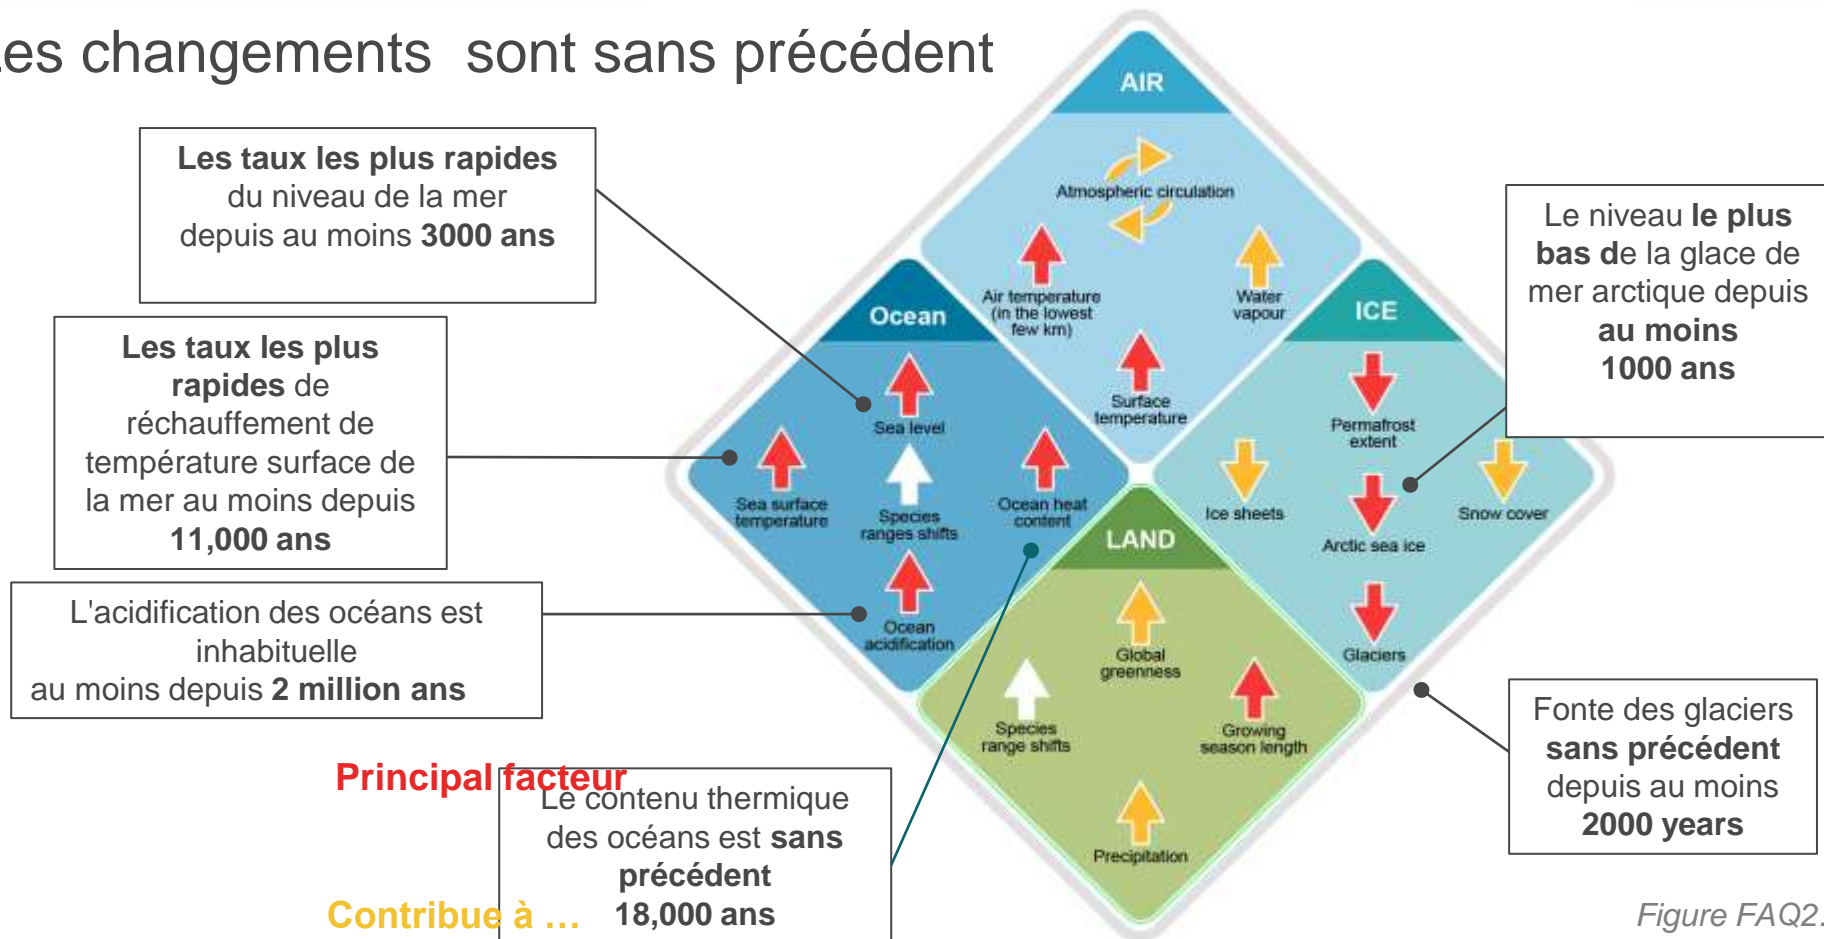 es changements  sont sans précédent
Les taux les plus rapides
du niveau de la mer
depuis au moins 3000 ans
Les taux les plus
rapides de
réchauffement de
température surface de
la mer au moins depuis
11,000 ans
L'acidification des océans est
inhabituelle
au moins depuis 2 million ans
Principal facteur
Le contenu thermique
des océans est sans
précédent
18,000 ans
Contribue à …
AIR
Atmospheric circulation
Air temperature
(in the lowest
few km)
Water
vapour
Surface
temperature
Ocean
Sea level
Sea surface
temperature
Species
ranges shifts
Ocean heat
content
Ocean
acidification
ICE
Permafrost
extent
Ice sheets
Snow cover
Arctic sea ice
Glaciers
LAND
Global
greenness
Species
range shifts
Growing
season length
Precipitation
Le niveau le plus
bas de la glace de
mer arctique depuis
au moins
1000 ans
Fonte des glaciers
sans précédent
depuis au moins
2000 years
Figure FAQ2.